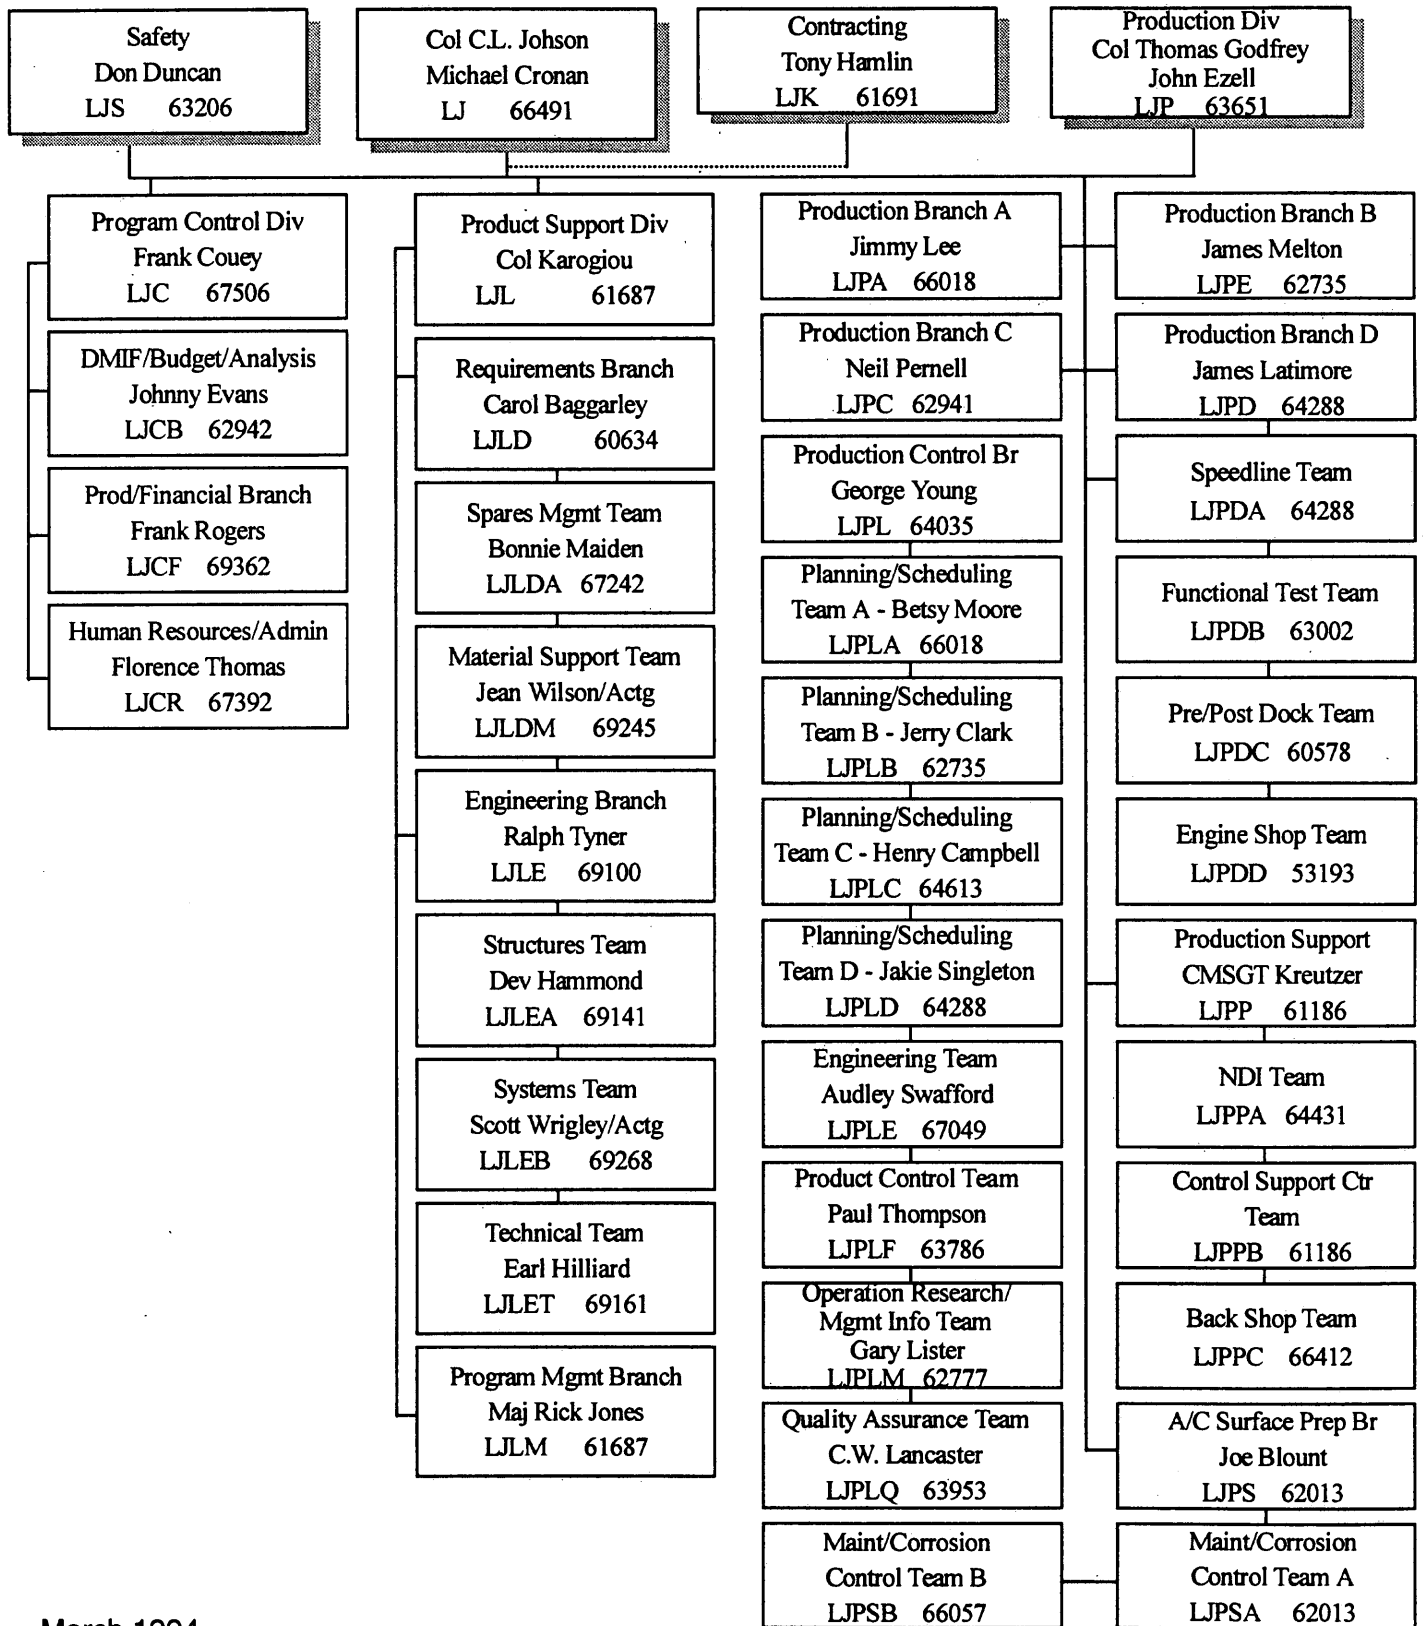 Safety
Don Duncan
LJS 63206
Col C.L. Johson
Michael Cronan
LJ 66491
Contracting
Tony Hamlin
LJK 61691
Production Div
Col Thomas Godfrey
John Ezell
LJP 63651
Program Control Div
Frank Couey
LJC 67506
DMIF/Budget/Analysis
Johnny Evans
LJCB 62942
Prod/Financial Branch
Frank Rogers
LJCF 69362
Human Resources/Admin
Florence Thomas
LJCR 67392
Product Support Div
Col Karogiou
LJL 61687
Requirements Branch
Carol Baggarley
LJLD 60634
Spares Mgmt Team
Bonnie Maiden
LJLDA 67242
Material Support Team
Jean Wilson/Actg
LJLDM 69245
Engineering Branch
Ralph Tyner
LJLE 69100
Structures Team
Dev Hammond
LJLEA 69141
Systems Team
Scott Wrigley/Actg
LJLEB 69268
Technical Team
Earl Hilliard
LJLET 69161
Program Mgmt Branch
Maj Rick Jones
LJLM 61687
Production Branch A
Jimmy Lee
LJPA 66018
Production Branch C
Neil Pernell
LJPC 62941
Production Control Br
George Young
LJPL 64035
Planning/Scheduling
Team A - Betsy Moore
LJPLA 66018
Planning/Scheduling
Team B - Jerry Clark
LJPLB 62735
Planning/Scheduling
Team C - Henry Campbell
LJPLC 64613
Planning/Scheduling
Team D - Jakie Singleton
LJPLD 64288
Engineering Team
Audley Swafford
LJPLE 67049
Product Control Team
Paul Thompson
LJPLF 63786
Operation Research/
Mgmt Info Team
Gary Lister
LJPLM 62777
Quality Assurance Team
C.W. Lancaster
LJPLQ 63953
Maint/Corrosion
Control Team B
LJPSB 66057
Production Branch B
James Melton
LJPE 62735
Production Branch D
James Latimore
LJPD 64288
Speedline Team
LJPDA 64288
Functional Test Team
LJPDB 63002
Pre/Post Dock Team
LJPDC 60578
Engine Shop Team
LJPDD 53193
Production Support
CMSGT Kreutzer
LJPP 61186
NDI Team
LJPPA 64431
Control Support Ctr
Team
LJPPB 61186
Back Shop Team
LJPPC 66412
A/C Surface Prep Br
Joe Blount
LJPS 62013
Maint/Corrosion
Control Team A
LJPSA 62013
March 1994